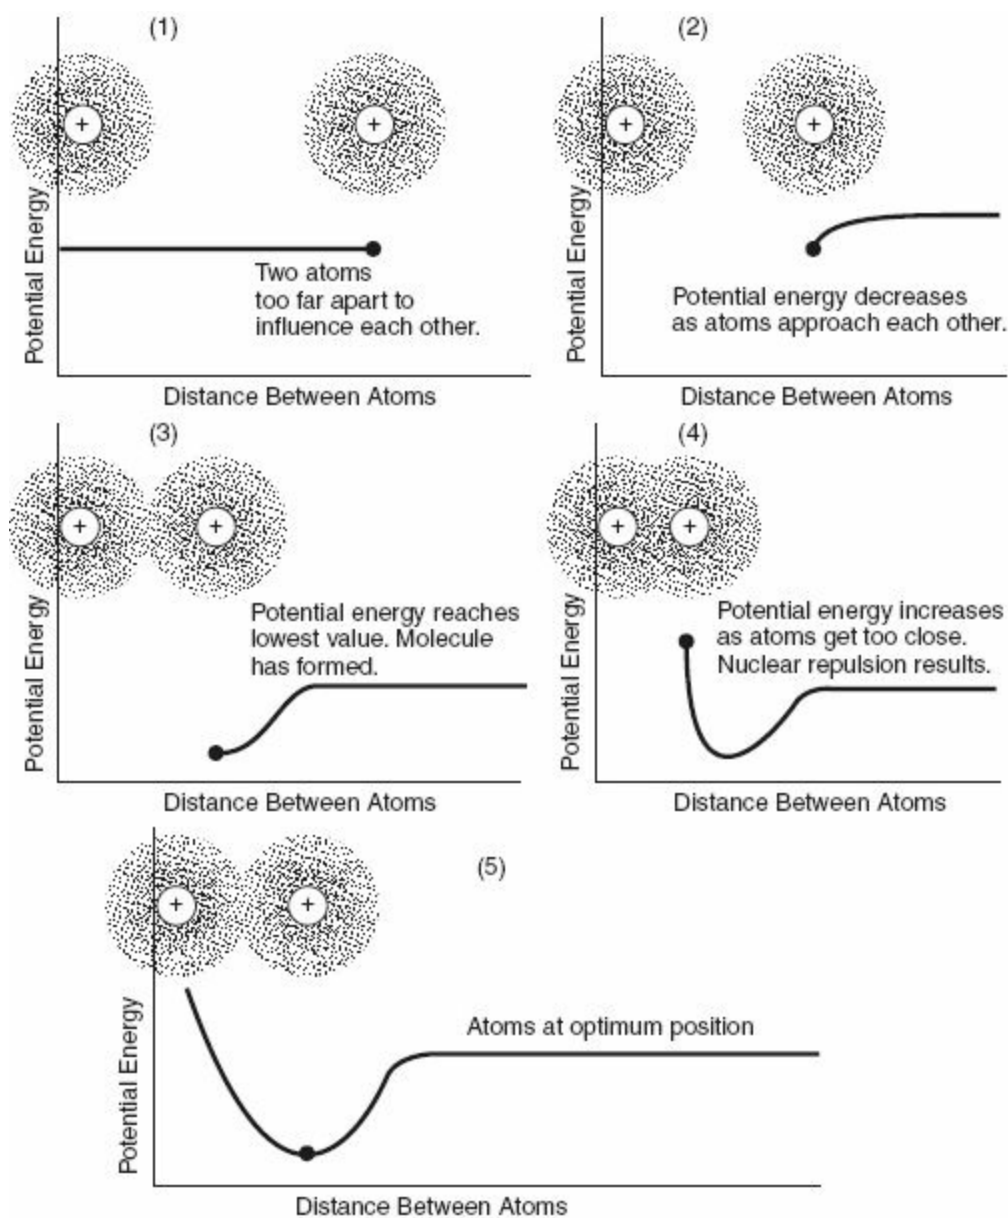 (1)
+
+
Potential Energy
Two atoms
too far apart to
influence each other.
Distance Between Atoms
(2)
+
+
Potential Energy
Potential energy decreases
as atoms approach each other.
Distance Between Atoms
(3)
+
+
Potential Energy
Potential energy reaches
lowest value. Molecule
has formed.
Distance Between Atoms
(4)
+
+
Potential Energy
Potential energy increases
as atoms get too close.
Nuclear repulsion results.
Distance Between Atoms
(5)
+
+
Potential Energy
Atoms at optimum position
Distance Between Atoms